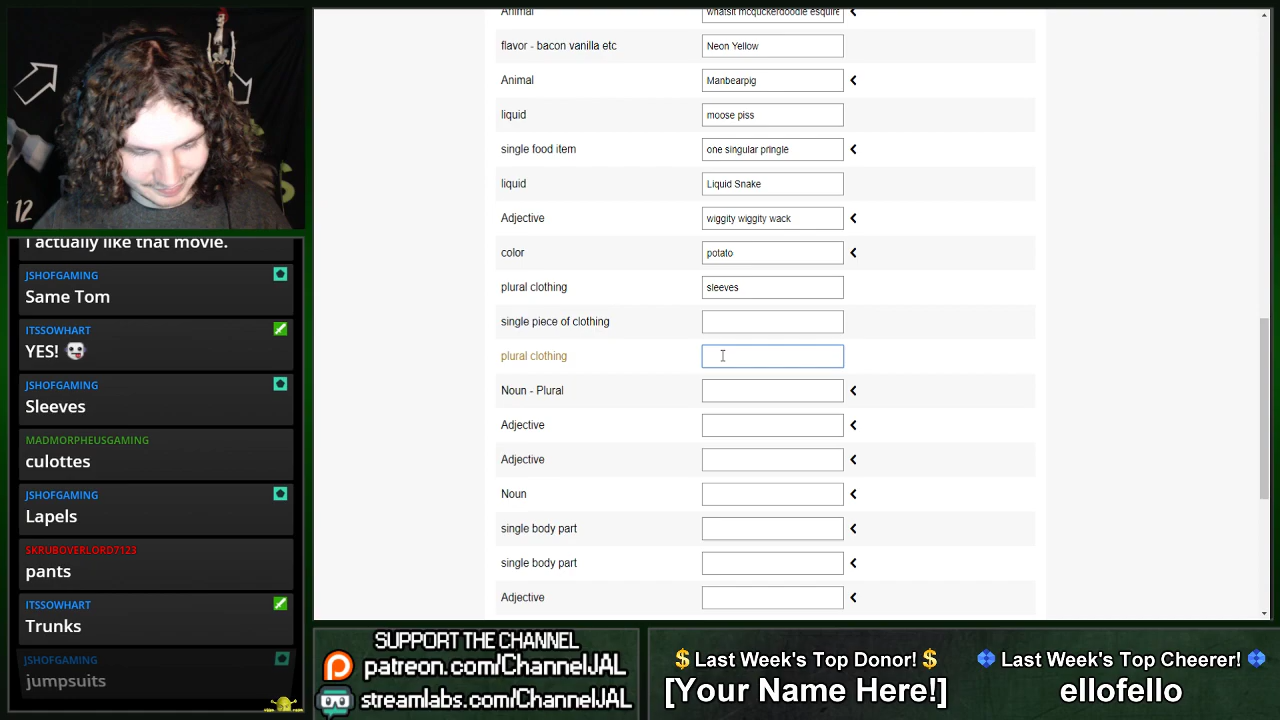 Animal
whatsit mcquckerdoodle esquire
flavor - bacon vanilla etc
Neon Yellow
Animal
Manbearpig
liquid
moose piss
single food item
one singular pringle
liquid
Liquid Snake
Adjective
wiggity wiggity wack
color
potato
plural clothing
sleeves
single piece of clothing
plural clothing
Noun - Plural
Adjective
Adjective
Noun
single body part
single body part
Adjective
12
I actually like that movie.
JSHOFGAMING
Same Tom
ITSSOWHART
YES!
JSHOFGAMING
Sleeves
MADMORPHEUSGAMING
culottes
JSHOFGAMING
Lapels
SKRUBOVERLORD7123
pants
ITSSOWHART
Trunks
JSHOFGAMING
jumpsuits
SUPPORT THE CHANNEL
patreon.com/ChannelJAL
streamlabs.com/ChannelJAL
$ Last Week's Top Donor! $
[Your Name Here!]
Last Week's Top Cheerer!
ellofello